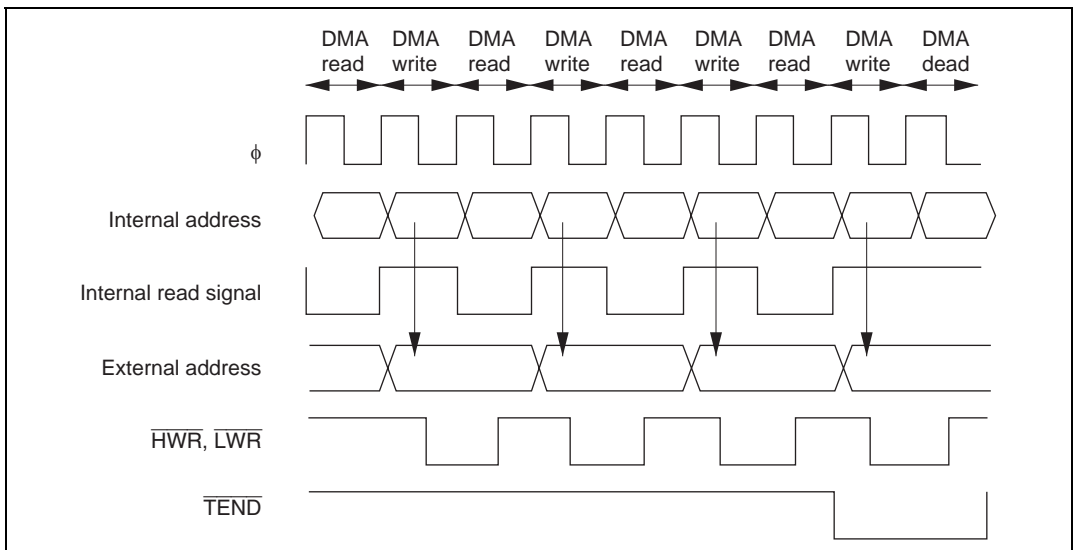 DMA read DMA write DMA read DMA write DMA read DMA write DMA read DMA write DMA dead
φ
Internal address
Internal read signal
External address
HWR, LWR
TEND